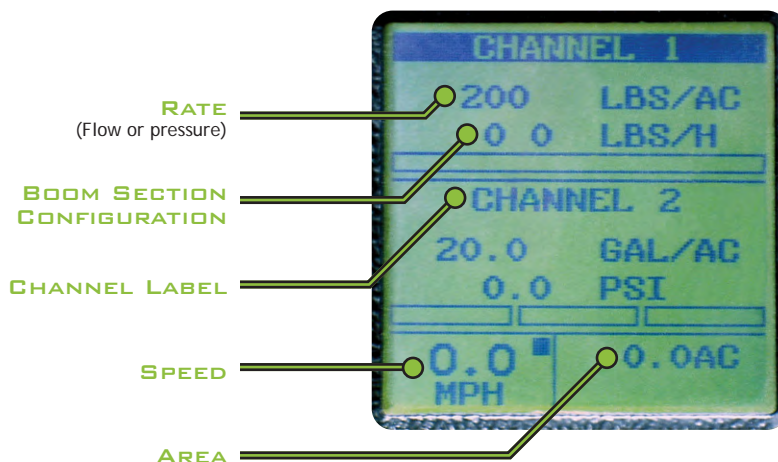 CHANNEL 1
200 LBS/AC
0 0 LBS/H
CHANNEL 2
20.0 GAL/AC
0.0 PSI
0.0 MPH
0.0AC
RATE
(Flow or pressure)
BOOM SECTION
CONFIGURATION
CHANNEL LABEL
SPEED
AREA